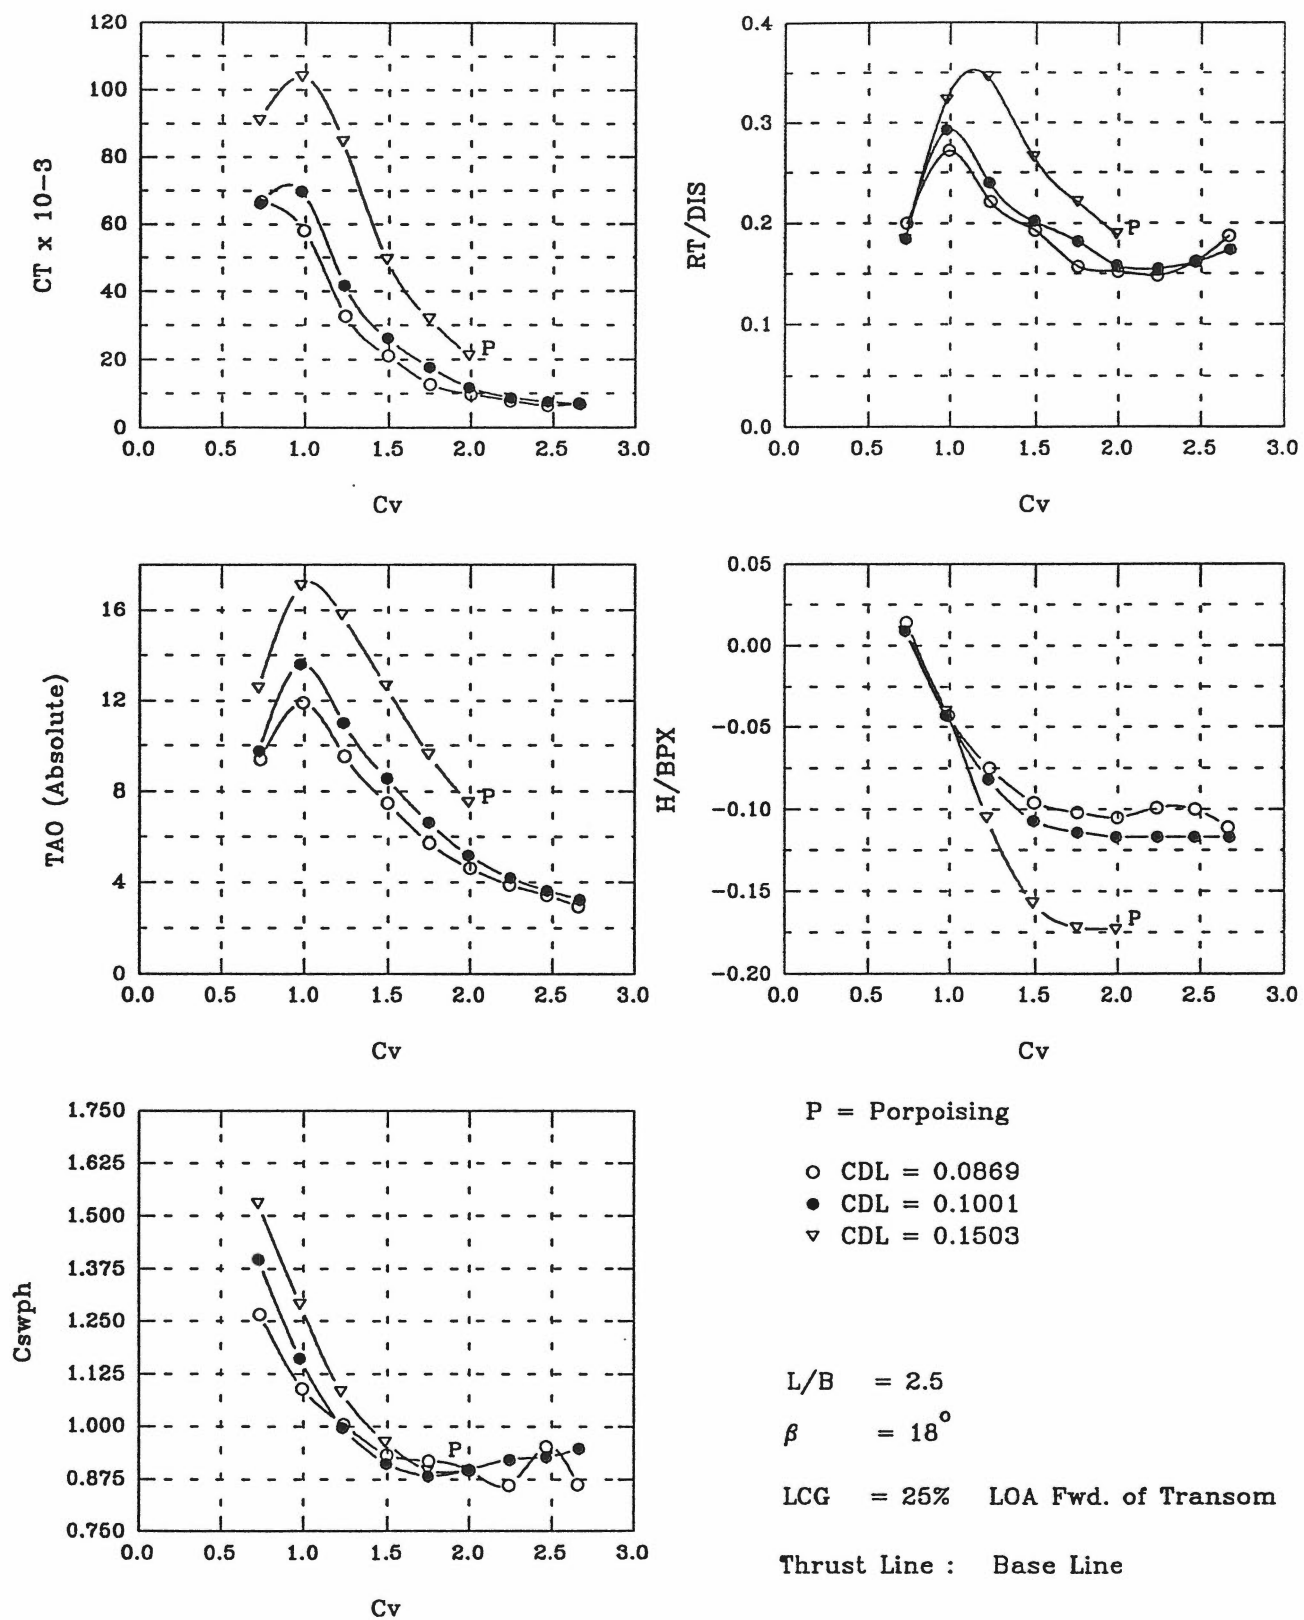 120
100
80
60
40
20
0
CT x 10-3
0.0 0.5 1.0 1.5 2.0 2.5 3.0
Cv
P
0.4
0.3
0.2
0.1
0.0
RT/DIS
0.0 0.5 1.0 1.5 2.0 2.5 3.0
Cv
P
16
12
8
4
0
TAO (Absolute)
0.0 0.5 1.0 1.5 2.0 2.5 3.0
Cv
P
0.05
0.00
-0.05
-0.10
-0.15
-0.20
H/BPX
0.0 0.5 1.0 1.5 2.0 2.5 3.0
Cv
P
1.750
1.625
1.500
1.375
1.250
1.125
1.000
0.875
0.750
Cswph
0.0 0.5 1.0 1.5 2.0 2.5 3.0
Cv
P
P = Porpoising
CDL = 0.0869
CDL = 0.1001
CDL = 0.1503
L/B = 2.5
β = 18°
LCG = 25% LOA Fwd. of Transom
Thrust Line : Base Line